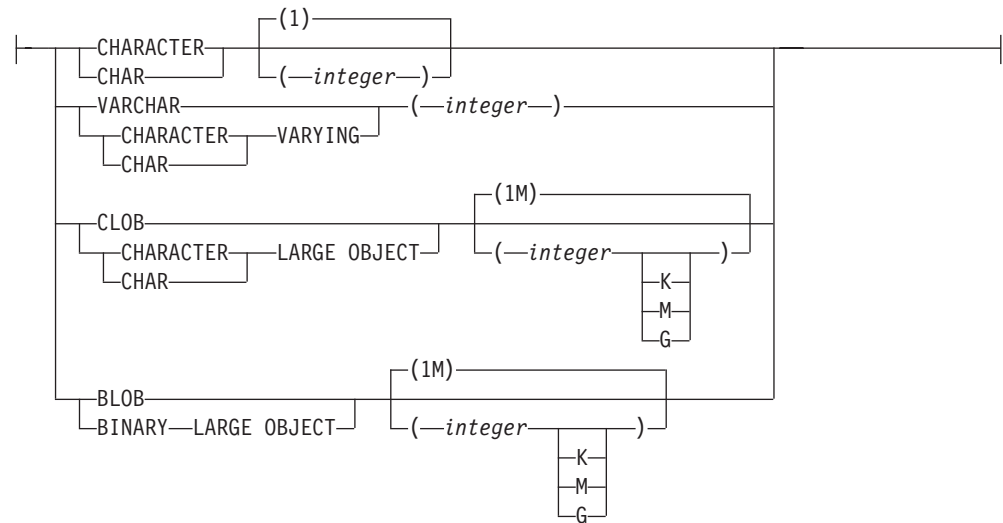 (1)
CHARACTER
CHAR ( integer )
VARCHAR ( integer )
CHARACTER VARYING
CHAR
(1M)
CLOB
CHARACTER LARGE OBJECT ( integer )
CHAR K
M
G
(1M)
BLOB
BINARY LARGE OBJECT ( integer )
K
M
G